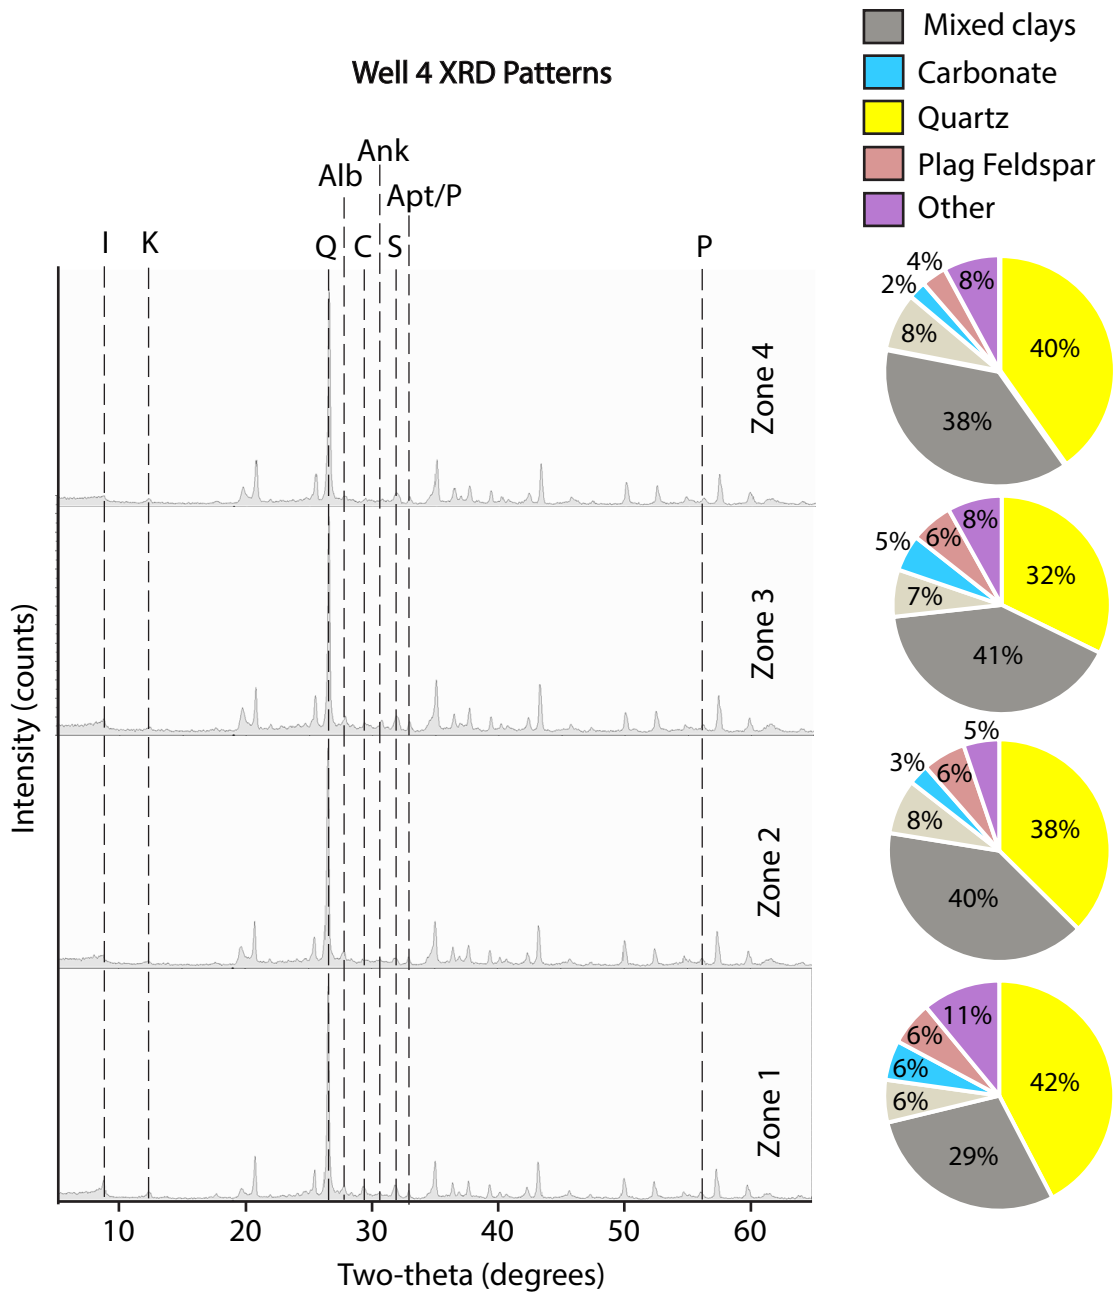 Mixed clays
Carbonate
Quartz
Plag Feldspar
Other
Well 4 XRD Patterns
Ank
Alb
Apt/P
I K Q C S P
Zone 4
Zone 3
Zone 2
Zone 1
Intensity (counts)
10 20 30 40 50 60
Two-theta (degrees)
4%
2%
8%
8%
40%
38%
5%
6%
8%
7%
32%
41%
5%
3%
6%
8%
38%
40%
11%
6%
6%
6%
42%
29%